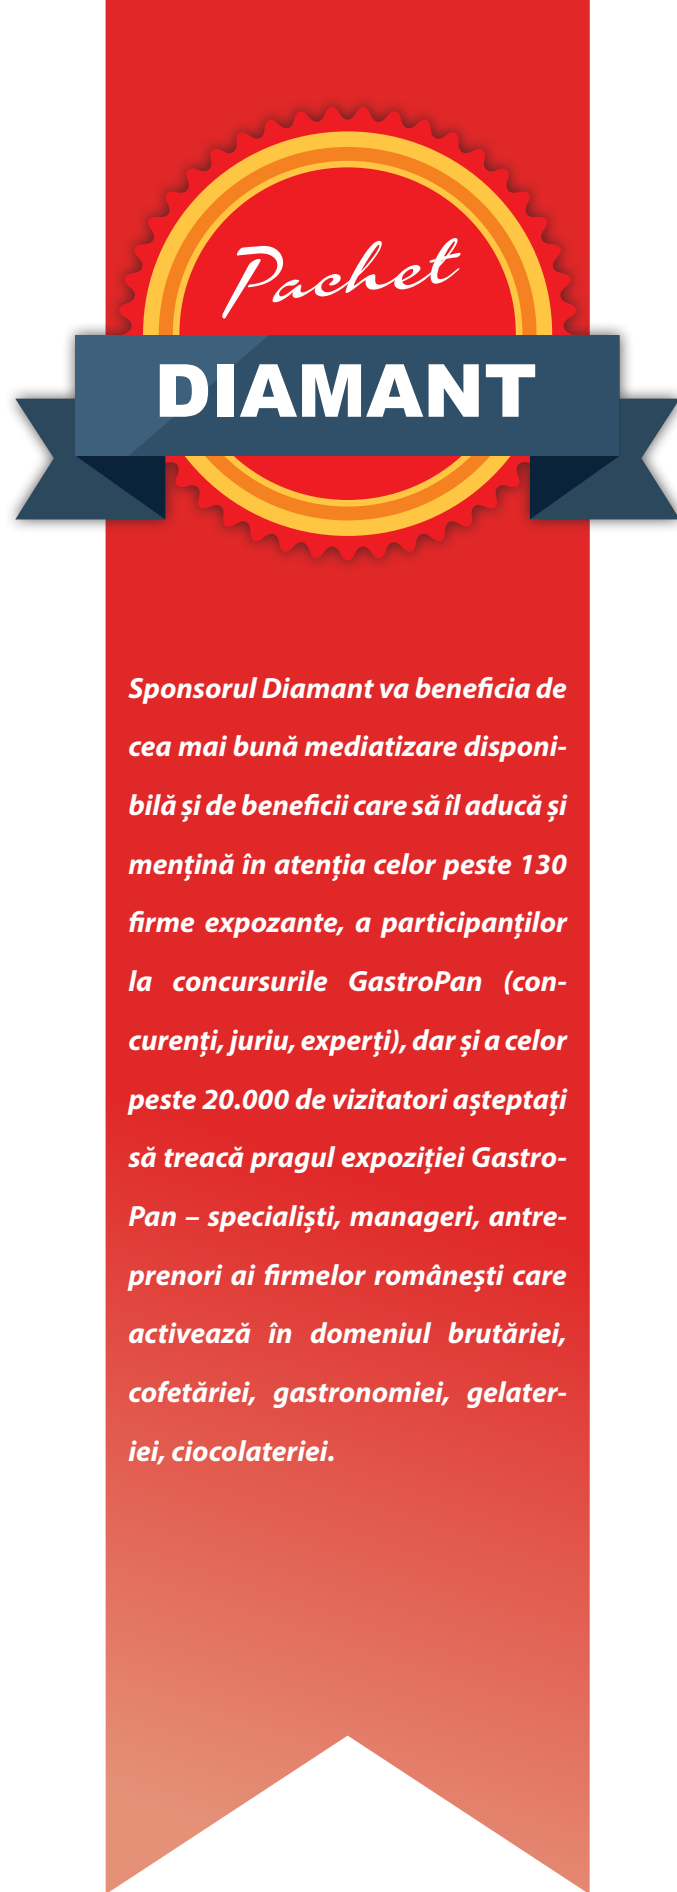 Pachet
DIAMANT
Sponsorul Diamant va beneficia de
cea mai bună mediatizare disponi-
bilă și de beneficii care să îl aducă și
mențină în atenția celor peste 130
firme expozante, a participanților
la concursurile GastroPan (con-
curenți, juriu, experți), dar și a celor
peste 20.000 de vizitatori așteptați
să treacă pragul expoziției Gastro-
Pan – specialiști, manageri, antre-
prenori ai firmelor românești care
activează în domeniul brutăriei,
cofetăriei, gastronomiei, gelater-
iei, ciocolateriei.